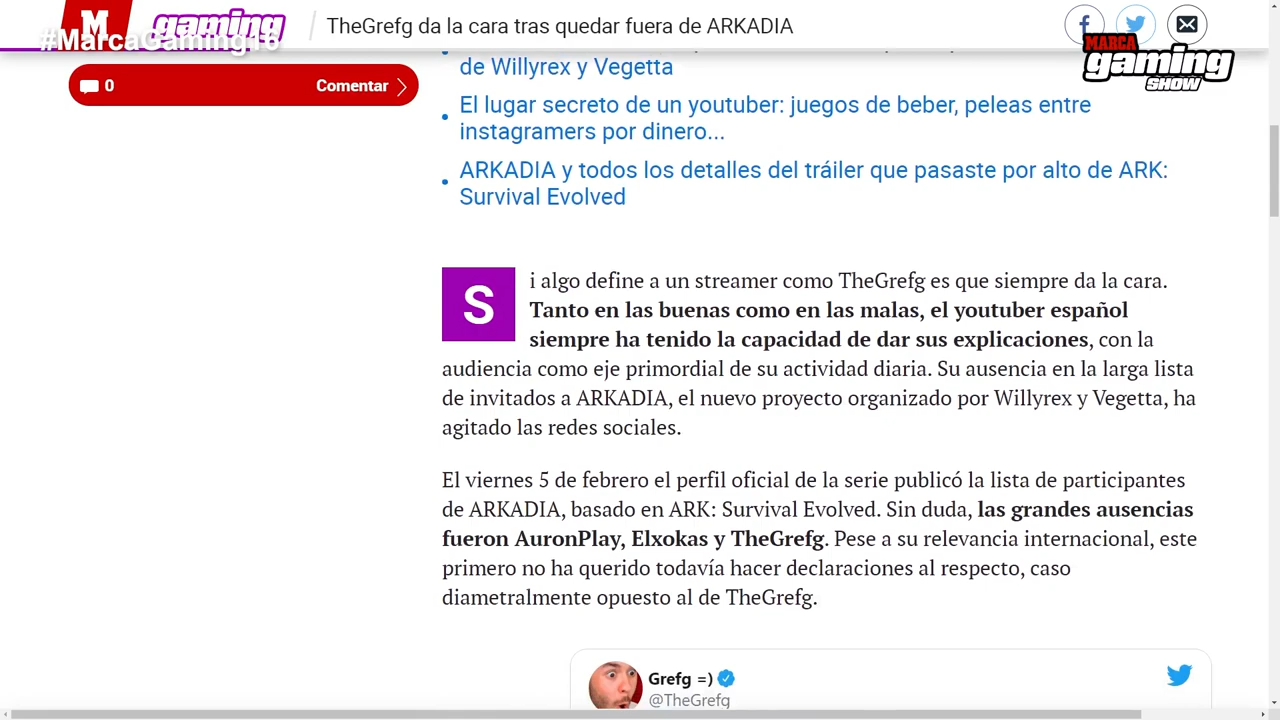 M gaming
TheGrefg da la cara tras quedar fuera de ARKADIA
#MarcaGaming16
MARCA
gaming
SHOW
0
Comentar
de Willyrex y Vegetta
El lugar secreto de un youtuber: juegos de beber, peleas entre
instagramers por dinero...
ARKADIA y todos los detalles del tráiler que pasaste por alto de ARK:
Survival Evolved
Si algo define a un streamer como TheGrefg es que siempre da la cara.
Tanto en las buenas como en las malas, el youtuber español
siempre ha tenido la capacidad de dar sus explicaciones, con la
audiencia como eje primordial de su actividad diaria. Su ausencia en la larga lista
de invitados a ARKADIA, el nuevo proyecto organizado por Willyrex y Vegetta, ha
agitado las redes sociales.
El viernes 5 de febrero el perfil oficial de la serie publicó la lista de participantes
de ARKADIA, basado en ARK: Survival Evolved. Sin duda, las grandes ausencias
fueron AuronPlay, Elxokas y TheGrefg. Pese a su relevancia internacional, este
primero no ha querido todavía hacer declaraciones al respecto, caso
diametralmente opuesto al de TheGrefg.
Grefg =)
@TheGrefg